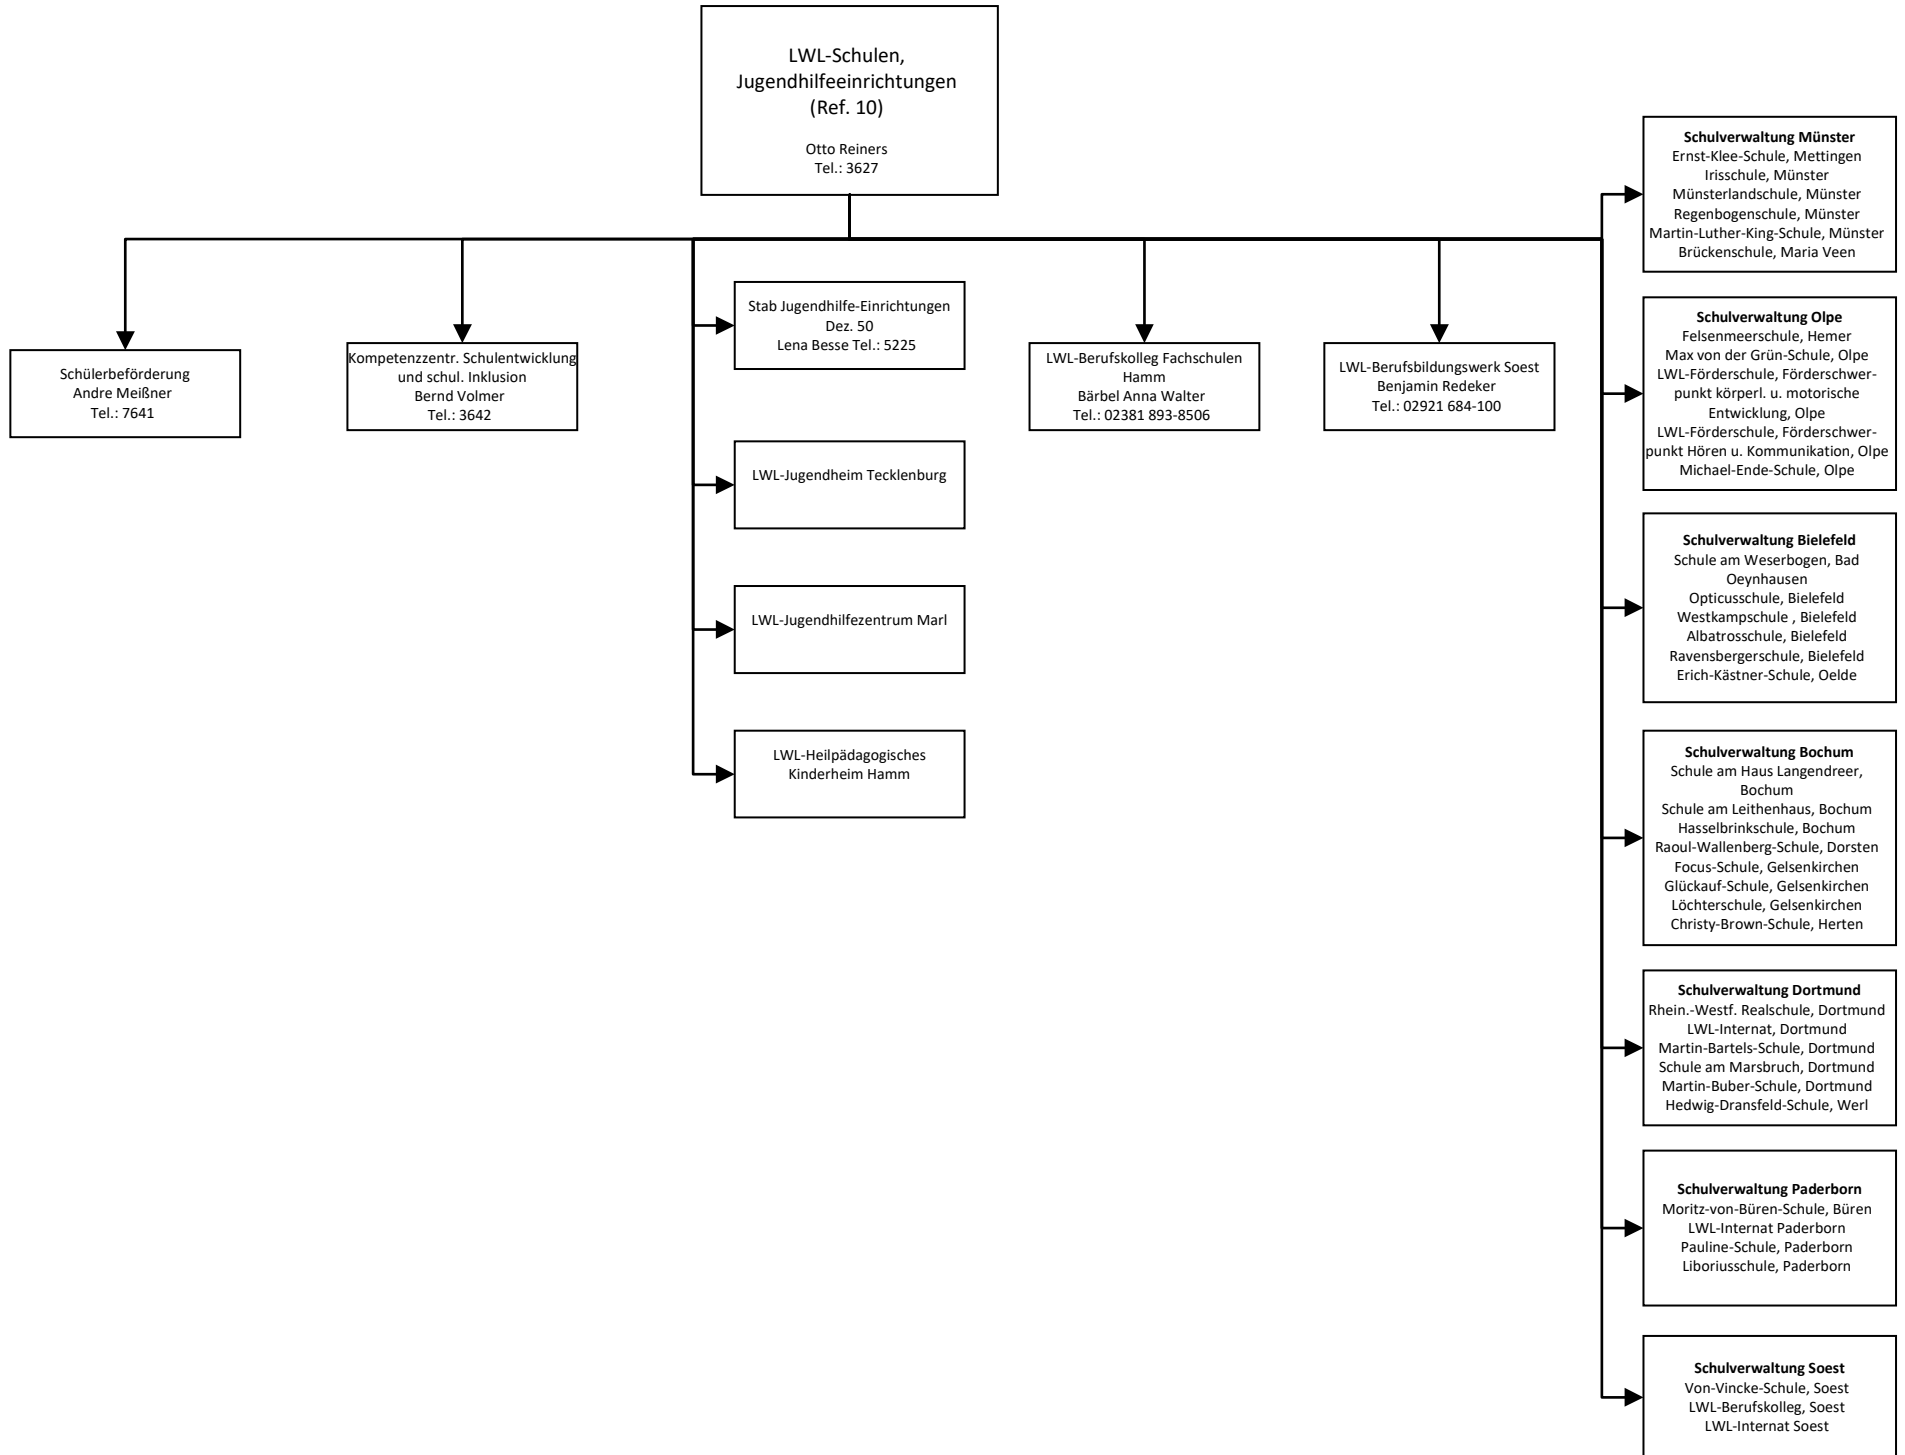 LWL-Schulen,
Jugendhilfeeinrichtungen
(Ref. 10)
Otto Reiners
Tel.: 3627
Schülerbeförderung
Andre Meißner
Tel.: 7641
Kompetenzzentr. Schulentwicklung
und schul. Inklusion
Bernd Volmer
Tel.: 3642
Stab Jugendhilfe-Einrichtungen
Dez. 50
Lena Besse Tel.: 5225
LWL-Jugendheim Tecklenburg
LWL-Jugendhilfezentrum Marl
LWL-Heilpädagogisches
Kinderheim Hamm
LWL-Berufskolleg Fachschulen
Hamm
Bärbel Anna Walter
Tel.: 02381 893-8506
LWL-Berufsbildungswerk Soest
Benjamin Redeker
Tel.: 02921 684-100
Schulverwaltung Münster
Ernst-Klee-Schule, Mettingen
Irisschule, Münster
Münsterlandschule, Münster
Regenbogenschule, Münster
Martin-Luther-King-Schule, Münster
Brückenschule, Maria Veen
Schulverwaltung Olpe
Felsenmeerschule, Hemer
Max von der Grün-Schule, Olpe
LWL-Förderschule, Förderschwer-
punkt körperl. u. motorische
Entwicklung, Olpe
LWL-Förderschule, Förderschwer-
punkt Hören u. Kommunikation, Olpe
Michael-Ende-Schule, Olpe
Schulverwaltung Bielefeld
Schule am Weserbogen, Bad
Oeynhausen
Opticusschule, Bielefeld
Westkampschule , Bielefeld
Albatrosschule, Bielefeld
Ravensbergerschule, Bielefeld
Erich-Kästner-Schule, Oelde
Schulverwaltung Bochum
Schule am Haus Langendreer,
Bochum
Schule am Leithenhaus, Bochum
Hasselbrinkschule, Bochum
Raoul-Wallenberg-Schule, Dorsten
Focus-Schule, Gelsenkirchen
Glückauf-Schule, Gelsenkirchen
Löchterschule, Gelsenkirchen
Christy-Brown-Schule, Herten
Schulverwaltung Dortmund
Rhein.-Westf. Realschule, Dortmund
LWL-Internat, Dortmund
Martin-Bartels-Schule, Dortmund
Schule am Marsbruch, Dortmund
Martin-Buber-Schule, Dortmund
Hedwig-Dransfeld-Schule, Werl
Schulverwaltung Paderborn
Moritz-von-Büren-Schule, Büren
LWL-Internat Paderborn
Pauline-Schule, Paderborn
Liboriusschule, Paderborn
Schulverwaltung Soest
Von-Vincke-Schule, Soest
LWL-Berufskolleg, Soest
LWL-Internat Soest